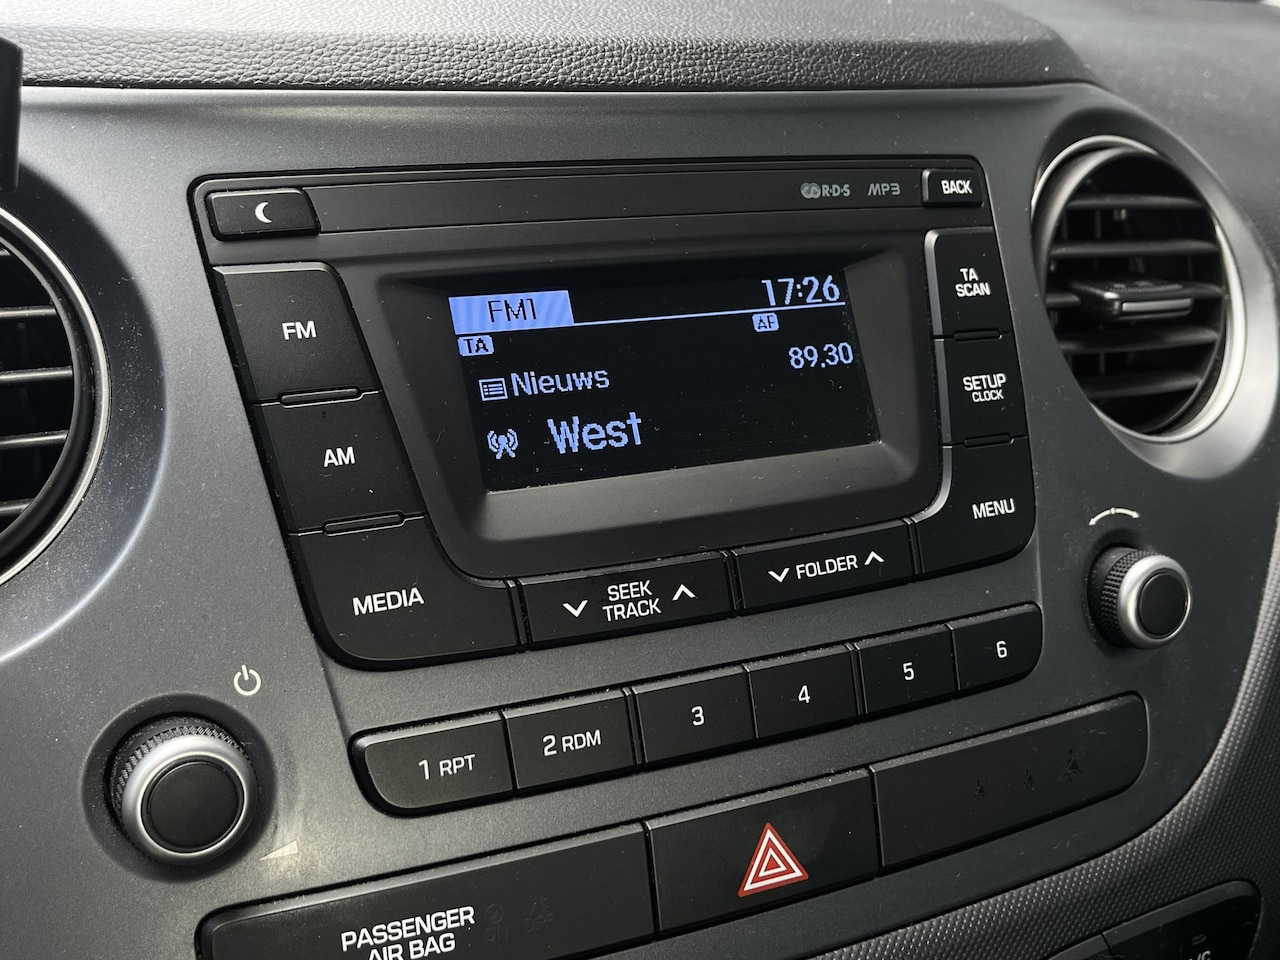 R·D·S MP3 BACK
FM1 17:26
TA AF
Nieuws 89.30
West
FM
AM
MEDIA
TA
SCAN
SETUP
CLOCK
MENU
SEEK
TRACK
FOLDER
1 RPT
2 RDM
3
4
5
6
PASSENGER
AIR BAG